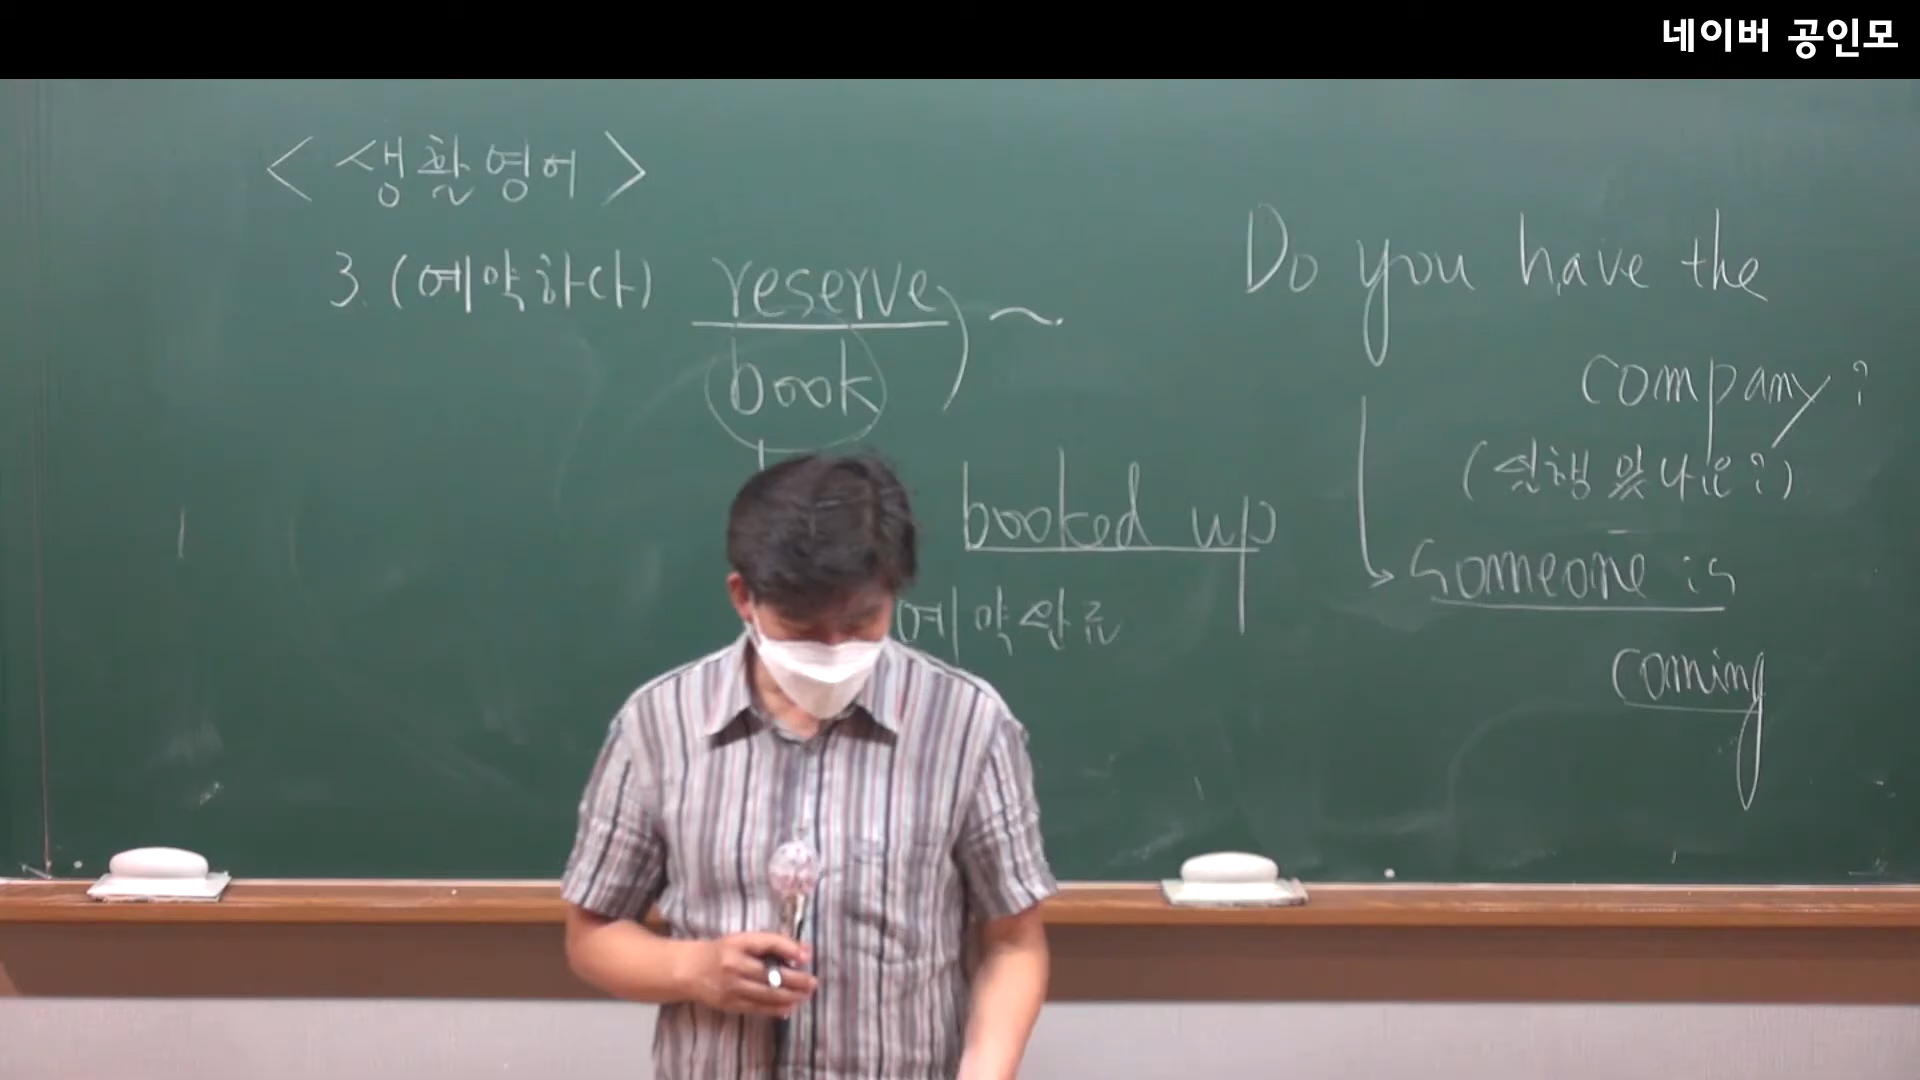 네이버 공인모
< 생활영어 >
3. (예약하다) reserve ) ~
book
booked up
예약완료
Do you have the
company?
(일행 있나요?)
someone is
coming